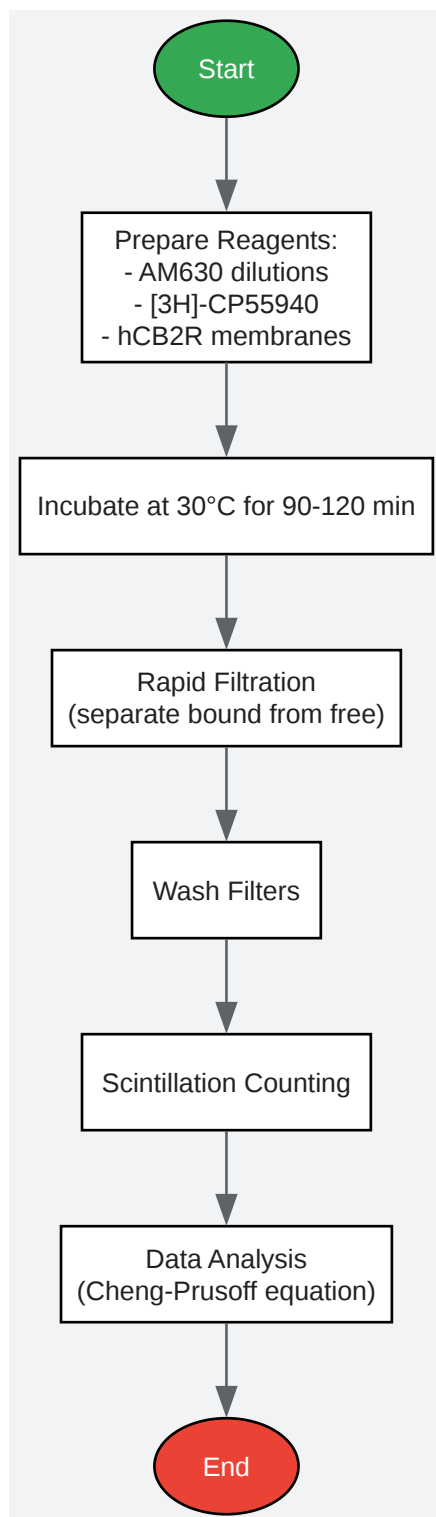 Start
Prepare Reagents:
- AM630 dilutions
- [3H]-CP55940
- hCB2R membranes
Incubate at 30°C for 90-120 min
Rapid Filtration
(separate bound from free)
Wash Filters
Scintillation Counting
Data Analysis
(Cheng-Prusoff equation)
End